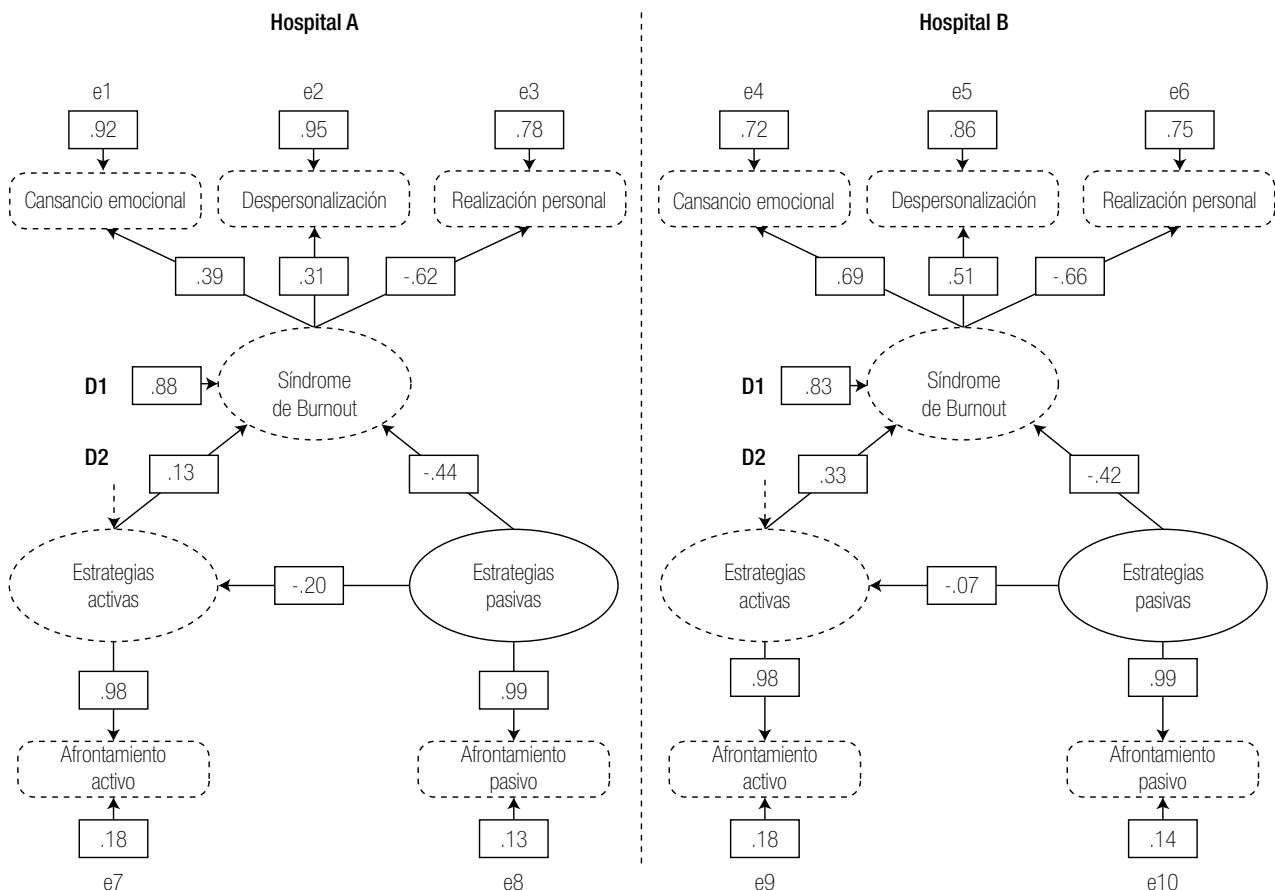 Hospital A
e1
e2
e3
.92
.95
.78
Cansancio emocional
Despersonalización
Realización personal
.39
.31
-.62
D1
.88
Síndrome
de Burnout
D2
.13
-.44
Estrategias
activas
-.20
Estrategias
pasivas
.98
.99
Afrontamiento
activo
Afrontamiento
pasivo
.18
.13
e7
e8
Hospital B
e4
e5
e6
.72
.86
.75
Cansancio emocional
Despersonalización
Realización personal
.69
.51
-.66
D1
.83
Síndrome
de Burnout
D2
.33
-.42
Estrategias
activas
-.07
Estrategias
pasivas
.98
.99
Afrontamiento
activo
Afrontamiento
pasivo
.18
.14
e9
e10